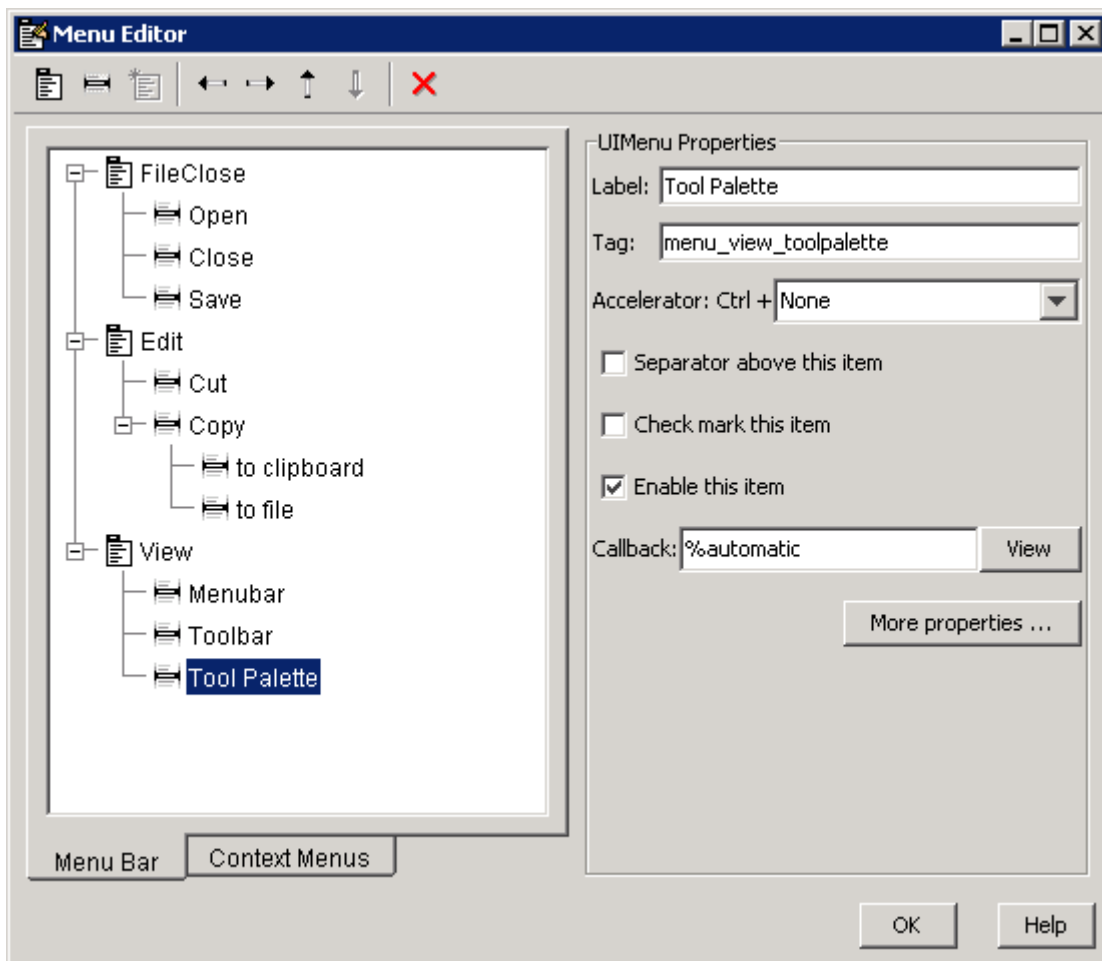 Menu Editor
FileClose
Open
Close
Save
Edit
Cut
Copy
to clipboard
to file
View
Menubar
Toolbar
Tool Palette
Menu Bar
Context Menus
UIMenu Properties
Label: Tool Palette
Tag: menu_view_toolpalette
Accelerator: Ctrl + None
Separator above this item
Check mark this item
Enable this item
Callback: %automatic View
More properties ...
OK Help